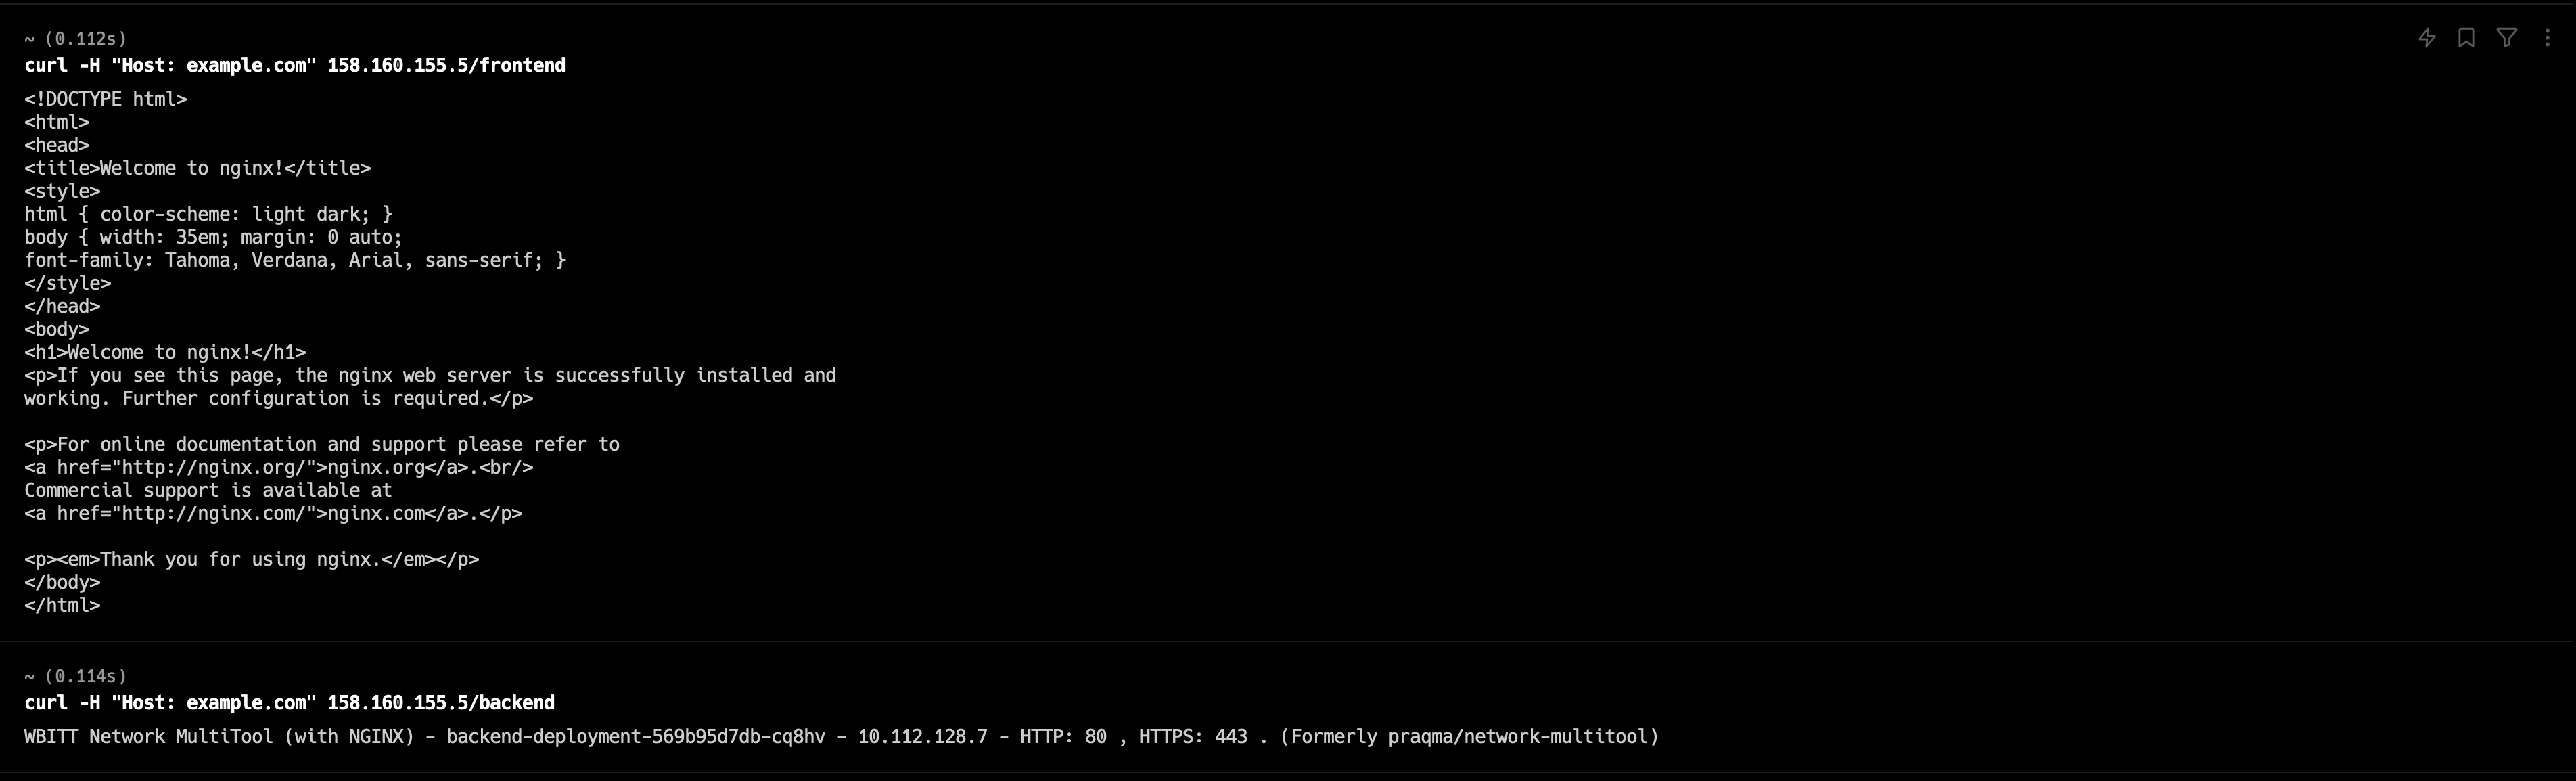 ~ (0.112s)
curl -H "Host: example.com" 158.160.155.5/frontend
<!DOCTYPE html>
<html>
<head>
<title>Welcome to nginx!</title>
<style>
html { color-scheme: light dark; }
body { width: 35em; margin: 0 auto;
font-family: Tahoma, Verdana, Arial, sans-serif; }
</style>
</head>
<body>
<h1>Welcome to nginx!</h1>
<p>If you see this page, the nginx web server is successfully installed and
working. Further configuration is required.</p>

<p>For online documentation and support please refer to
<a href="http://nginx.org/">nginx.org</a>.<br/>
Commercial support is available at
<a href="http://nginx.com/">nginx.com</a>.</p>

<p><em>Thank you for using nginx.</em></p>
</body>
</html>
~ (0.114s)
curl -H "Host: example.com" 158.160.155.5/backend
WBITT Network MultiTool (with NGINX) - backend-deployment-569b95d7db-cq8hv - 10.112.128.7 - HTTP: 80 , HTTPS: 443 . (Formerly praqma/network-multitool)